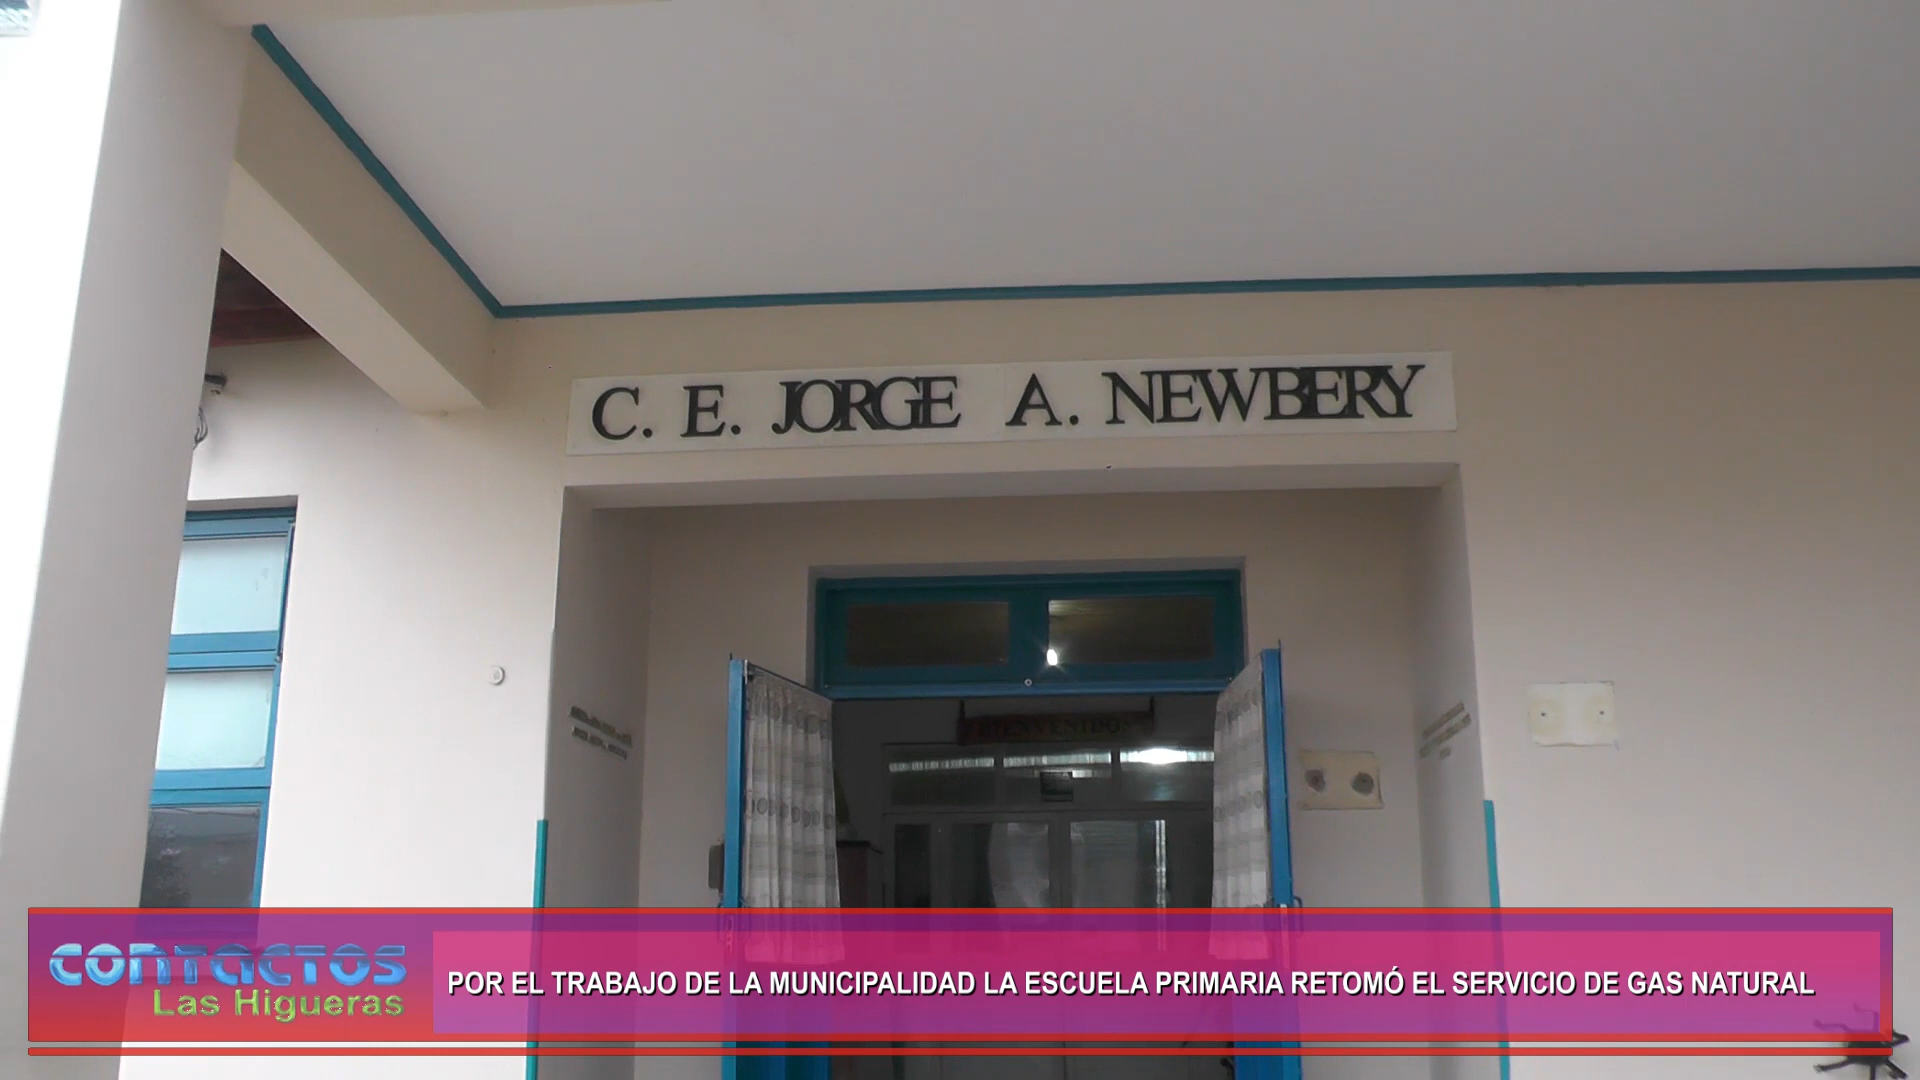 C. E. JORGE A. NEWBERY
BIENVENIDOS
CONTACTOS
Las Higueras
POR EL TRABAJO DE LA MUNICIPALIDAD LA ESCUELA PRIMARIA RETOMÓ EL SERVICIO DE GAS NATURAL